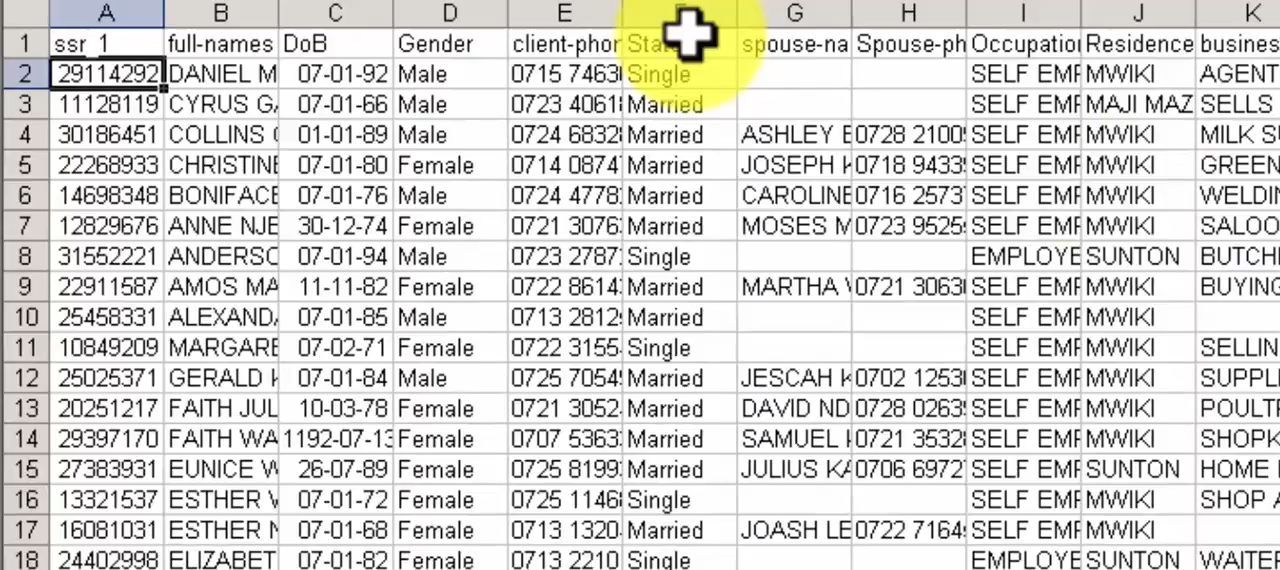 A B C D E F G H I J K
1 ssr_1 full-names DoB Gender client-phon Stat spouse-na Spouse-ph Occupatio Residence busines
2 29114292 DANIEL M 07-01-92 Male 0715 7463 Single SELF EMP MWIKI AGENT
3 11128119 CYRUS GA 07-01-66 Male 0723 4061 Married SELF EMP MAJI MAZ SELLS
4 30186451 COLLINS 01-01-89 Male 0724 6832 Married ASHLEY 0728 2100 SELF EMP MWIKI MILK S
5 22268933 CHRISTINE 07-01-80 Female 0714 0874 Married JOSEPH 0718 9433 SELF EMP MWIKI GREEN
6 14698348 BONIFACE 07-01-76 Male 0724 4778 Married CAROLINE 0716 2573 SELF EMP MWIKI WELDIN
7 12829676 ANNE NJE 30-12-74 Female 0721 3076 Married MOSES M 0723 9525 SELF EMP MWIKI SALOO
8 31552221 ANDERSO 07-01-94 Male 0723 2787 Single EMPLOYE SUNTON BUTCH
9 22911587 AMOS MA 11-11-82 Female 0722 8614 Married MARTHA 0721 3063 SELF EMP MWIKI BUYING
10 25458331 ALEXAND 07-01-85 Male 0713 2812 Married SELF EMP MWIKI
11 10849209 MARGARE 07-02-71 Female 0722 3155 Single SELF EMP MWIKI SELLIN
12 25025371 GERALD 07-01-84 Male 0725 7054 Married JESCAH 0702 1253 SELF EMP MWIKI SUPPL
13 20251217 FAITH JUL 10-03-78 Female 0721 3052 Married DAVID ND 0728 0263 SELF EMP MWIKI POULT
14 29397170 FAITH WA 1192-07-13 Female 0707 5363 Married SAMUEL 0721 3532 SELF EMP MWIKI SHOPK
15 27383931 EUNICE W 26-07-89 Female 0725 8199 Married JULIUS KA 0706 6972 SELF EMP SUNTON HOME
16 13321537 ESTHER 07-01-72 Female 0725 1146 Single SELF EMP MWIKI SHOP
17 16081031 ESTHER 07-01-68 Female 0713 1320 Married JOASH LE 0722 7164 SELF EMP MWIKI
18 24402998 ELIZABET 07-01-82 Female 0713 2210 Single EMPLOYE SUNTON WAITE